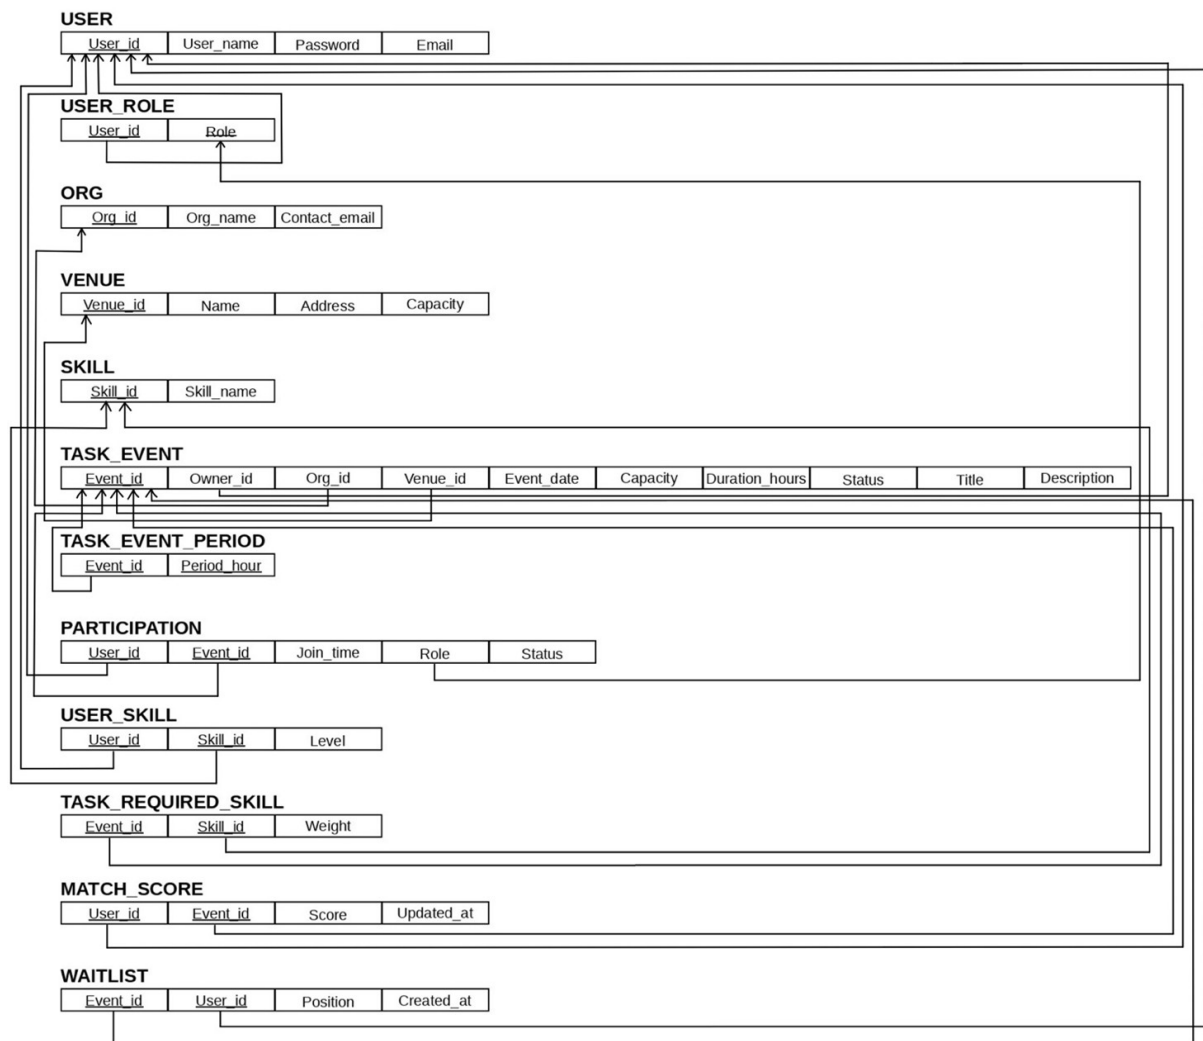 USER
User_id User_name Password Email
USER_ROLE
User_id Role
ORG
Org_id Org_name Contact_email
VENUE
Venue_id Name Address Capacity
SKILL
Skill_id Skill_name
TASK_EVENT
Event_id Owner_id Org_id Venue_id Event_date Capacity Duration_hours Status Title Description
TASK_EVENT_PERIOD
Event_id Period_hour
PARTICIPATION
User_id Event_id Join_time Role Status
USER_SKILL
User_id Skill_id Level
TASK_REQUIRED_SKILL
Event_id Skill_id Weight
MATCH_SCORE
User_id Event_id Score Updated_at
WAITLIST
Event_id User_id Position Created_at